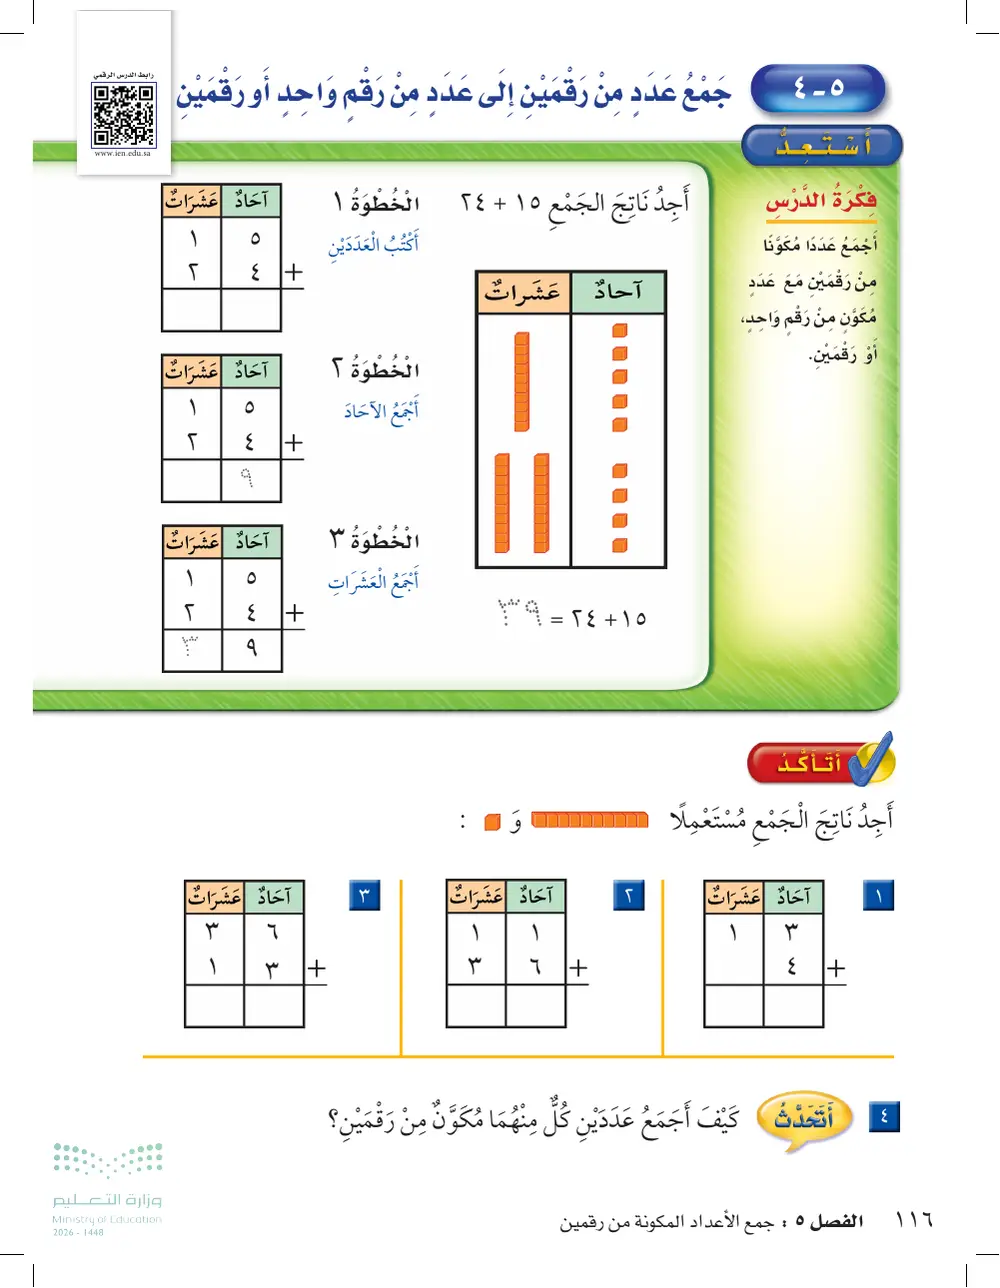 رابط الدرس الرقمي
www.ien.edu.sa
٥-٤
جَمْعُ عَدَدٍ مِنْ رَقْمَيْنِ إِلَى عَدَدٍ مِنْ رَقْمٍ وَاحِدٍ أَو رَقْمَيْنِ
أَسْتَعِدُّ
فِكْرَةُ الدَّرْسِ
أَجْمَعُ عَدَدًا مُكَوَّنًا
مِنْ رَقْمَيْنِ مَعَ عَدَدٍ
مُكَوَّنٍ مِنْ رَقْمٍ وَاحِدٍ،
أَوْ رَقْمَيْنِ.
أَجِدُ نَاتِجَ الجَمْعِ ١٥ + ٢٤
آحادٌ عَشَراتٌ
١٥ + ٢٤ = ٣٩
الْخُطْوَةُ ١
أَكْتُبُ الْعَدَدَيْنِ
آحَادٌ عَشَرَاتٌ
٥ ١
+ ٤ ٢
الْخُطْوَةُ ٢
أَجْمَعُ الآحَادَ
آحَادٌ عَشَرَاتٌ
٥ ١
+ ٤ ٢
٩
الْخُطْوَةُ ٣
أَجْمَعُ الْعَشَرَاتِ
آحَادٌ عَشَرَاتٌ
٥ ١
+ ٤ ٢
٩ ٣
أَتَأَكَّدُ
أَجِدُ نَاتِجَ الْجَمْعِ مُسْتَعْمِلًا وَ :
١
آحَادٌ عَشَرَاتٌ
٣ ١
+ ٤
٢
آحَادٌ عَشَرَاتٌ
١ ١
+ ٦ ٣
٣
آحَادٌ عَشَرَاتٌ
٦ ٣
+ ٣ ١
٤
أَتَحَدَّثُ
كَيْفَ أَجَمَعُ عَدَدَيْنِ كُلٌّ مِنْهُمَا مُكَوَّنٌ مِنْ رَقْمَيْنِ؟
وزارة التعليم
Ministry of Education
2026 - 1448
١١٦ الفصل ٥ : جمع الأعداد المكونة من رقمين